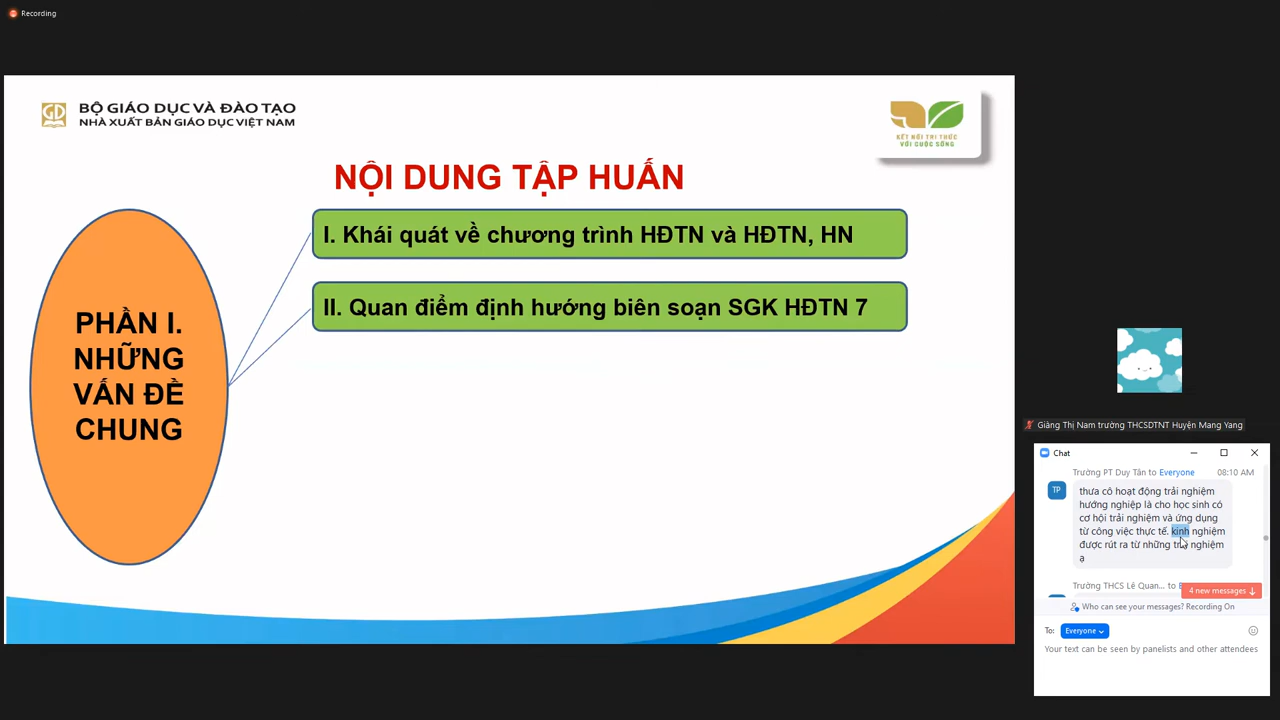 Recording
BỘ GIÁO DỤC VÀ ĐÀO TẠO
NHÀ XUẤT BẢN GIÁO DỤC VIỆT NAM
KẾT NỐI TRI THỨC
VỚI CUỘC SỐNG
NỘI DUNG TẬP HUẤN
I. Khái quát về chương trình HĐTN và HĐTN, HN
II. Quan điểm định hướng biên soạn SGK HĐTN 7
PHẦN I.
NHỮNG
VẤN ĐỀ
CHUNG
Giàng Thị Nam trường THCSDTNT Huyện Mang Yang
Chat
Trường PT Duy Tân to Everyone 08:10 AM
TP
thưa cô hoạt động trải nghiệm
hướng nghiệp là cho học sinh có
cơ hội trải nghiệm và ứng dụng
từ công việc thực tế. kinh nghiệm
được rút ra từ những trải nghiệm
ạ
Trường THCS Lê Quan... to
4 new messages
Who can see your messages? Recording On
To: Everyone
Your text can be seen by panelists and other attendees